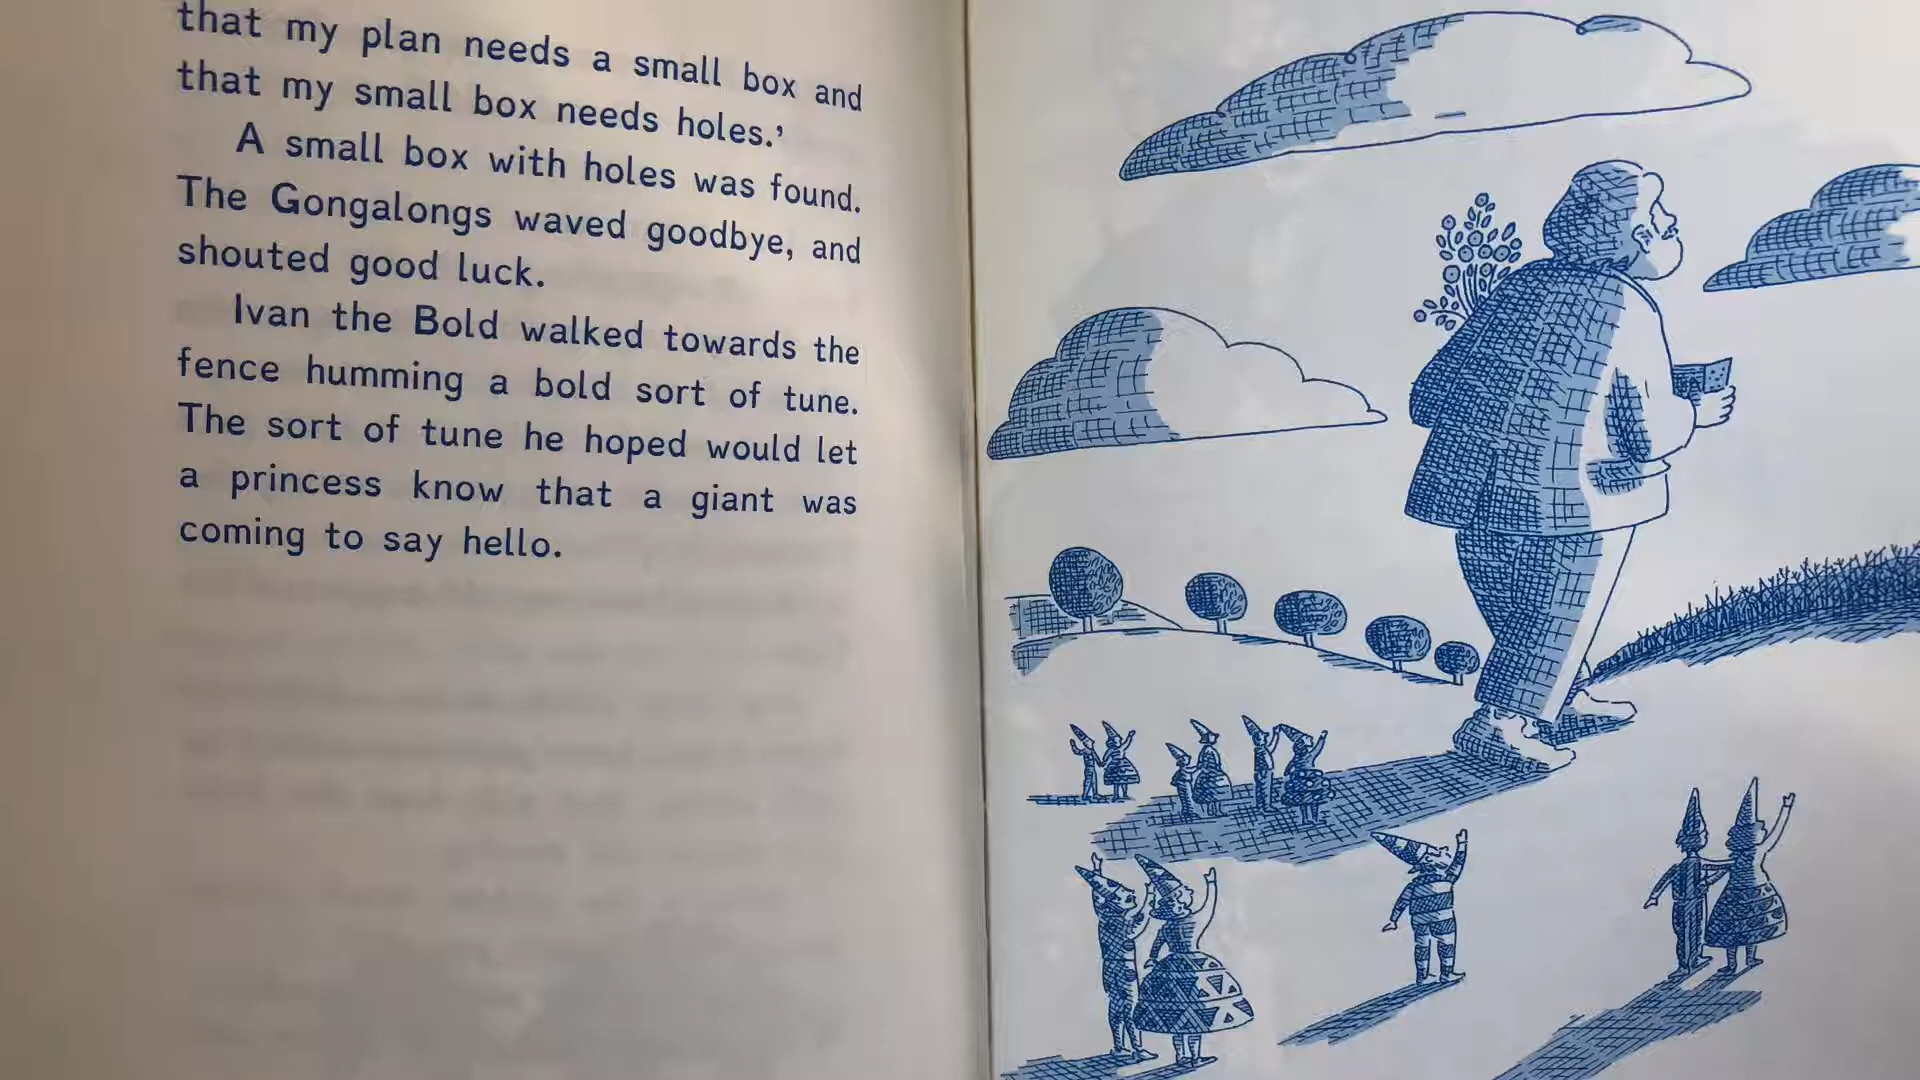 that my plan needs a small box and
that my small box needs holes.’
A small box with holes was found.
The Gongalongs waved goodbye, and
shouted good luck.
Ivan the Bold walked towards the
fence humming a bold sort of tune.
The sort of tune he hoped would let
a princess know that a giant was
coming to say hello.